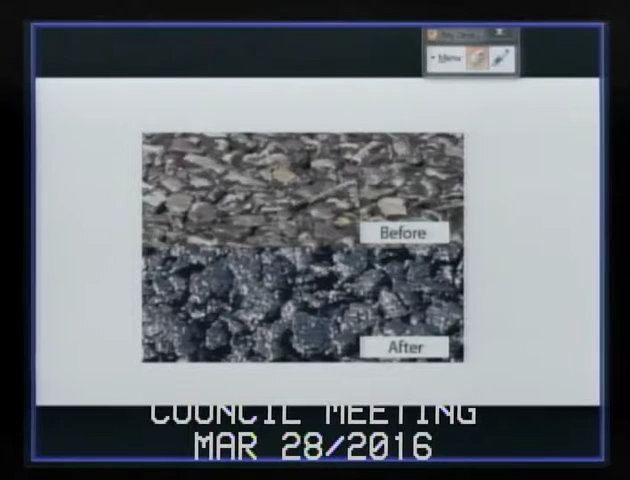 Menu
Before
After
COUNCIL MEETING
MAR 28/2016